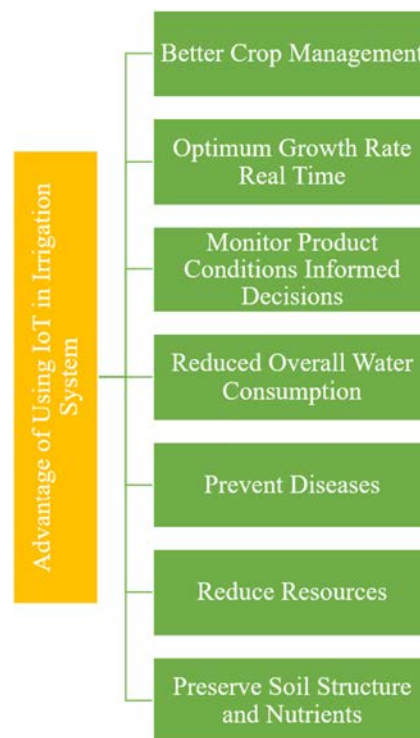 Advantage of Using IoT in Irrigation
System
Better Crop Management
Optimum Growth Rate
Real Time
Monitor Product
Conditions Informed
Decisions
Reduced Overall Water
Consumption
Prevent Diseases
Reduce Resources
Preserve Soil Structure
and Nutrients